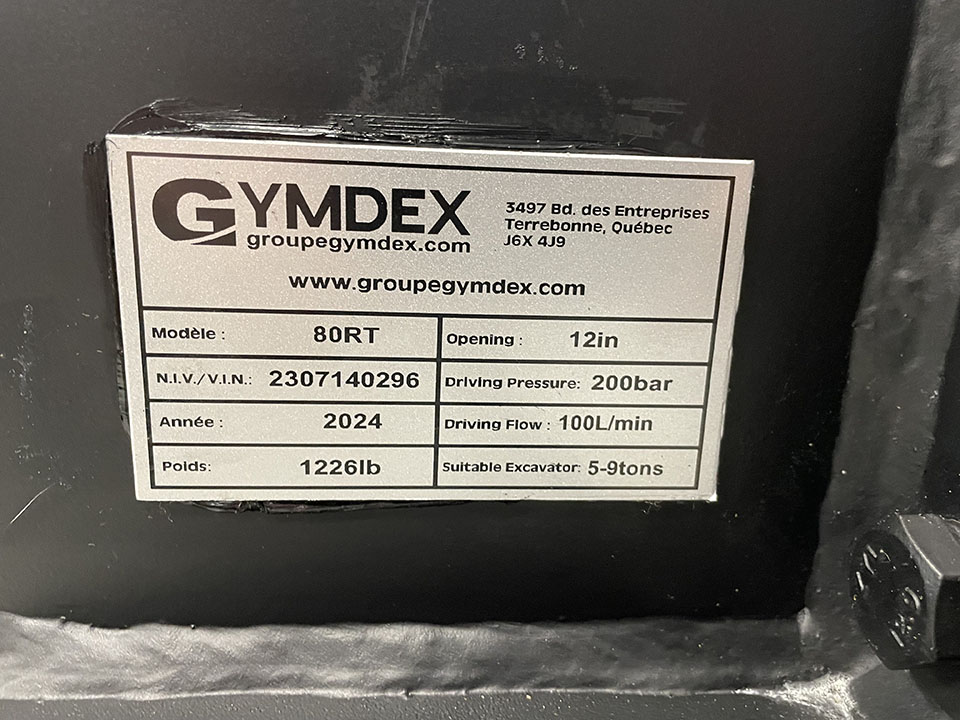 GYMDEX
groupegymdex.com
3497 Bd. des Entreprises
Terrebonne, Québec
J6X 4J9
www.groupegymdex.com
Modèle : 80RT
Opening : 12in
N.I.V./V.I.N.: 2307140296
Driving Pressure: 200bar
Année : 2024
Driving Flow : 100L/min
Poids: 1226lb
Suitable Excavator: 5-9tons